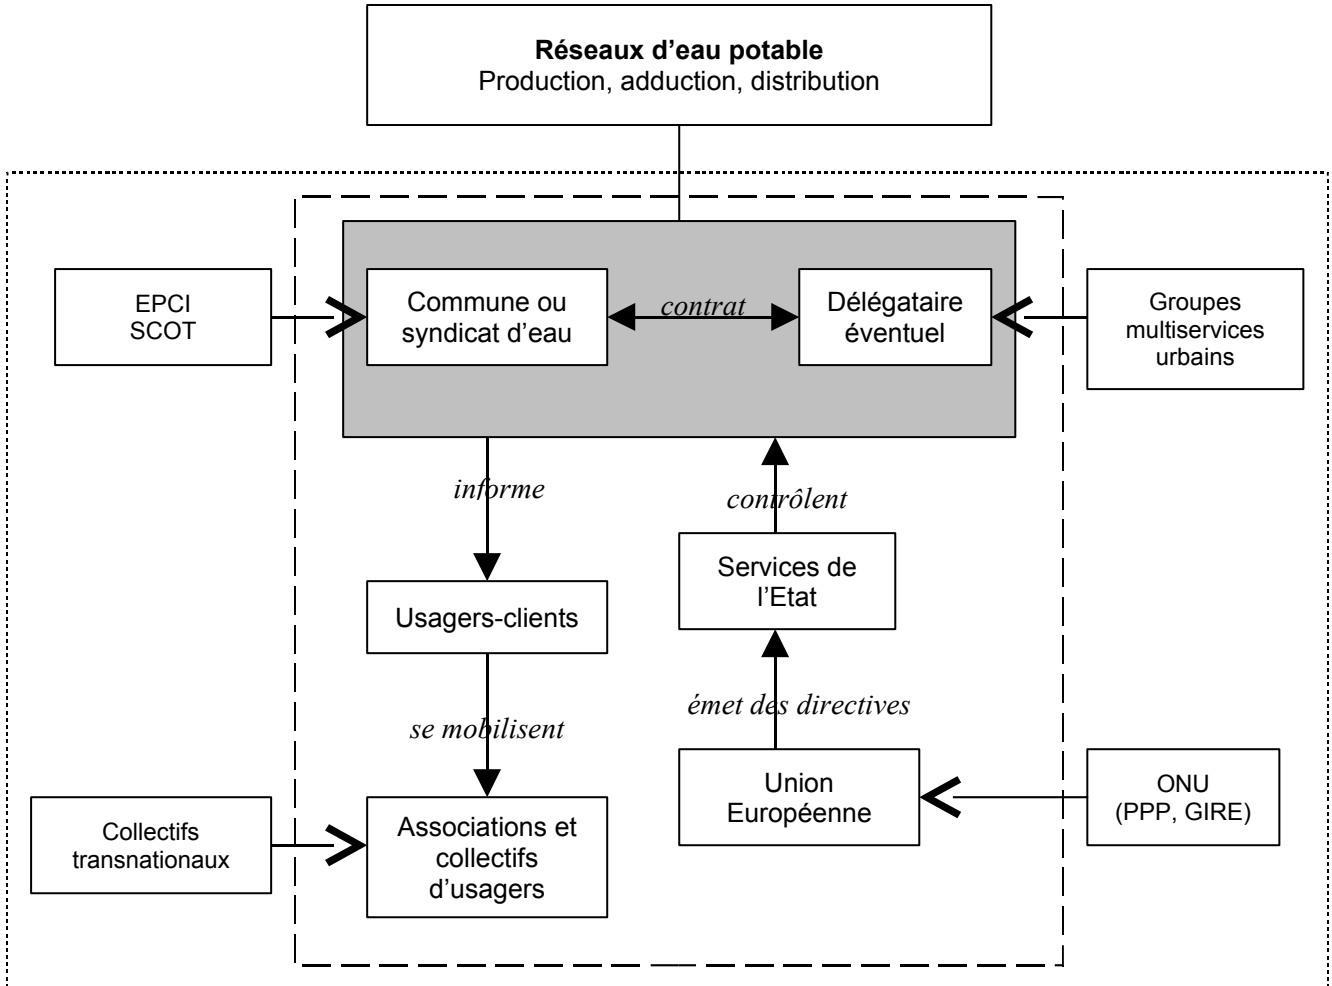 Réseaux d’eau potable
Production, adduction, distribution
EPCI
SCOT
Commune ou
syndicat d’eau
contrat
Délégataire
éventuel
Groupes
multiservices
urbains
informe
contrôlent
Services de
l’Etat
Usagers-clients
émet des directives
se mobilisent
Union
Européenne
ONU
(PPP, GIRE)
Collectifs
transnationaux
Associations et
collectifs
d’usagers